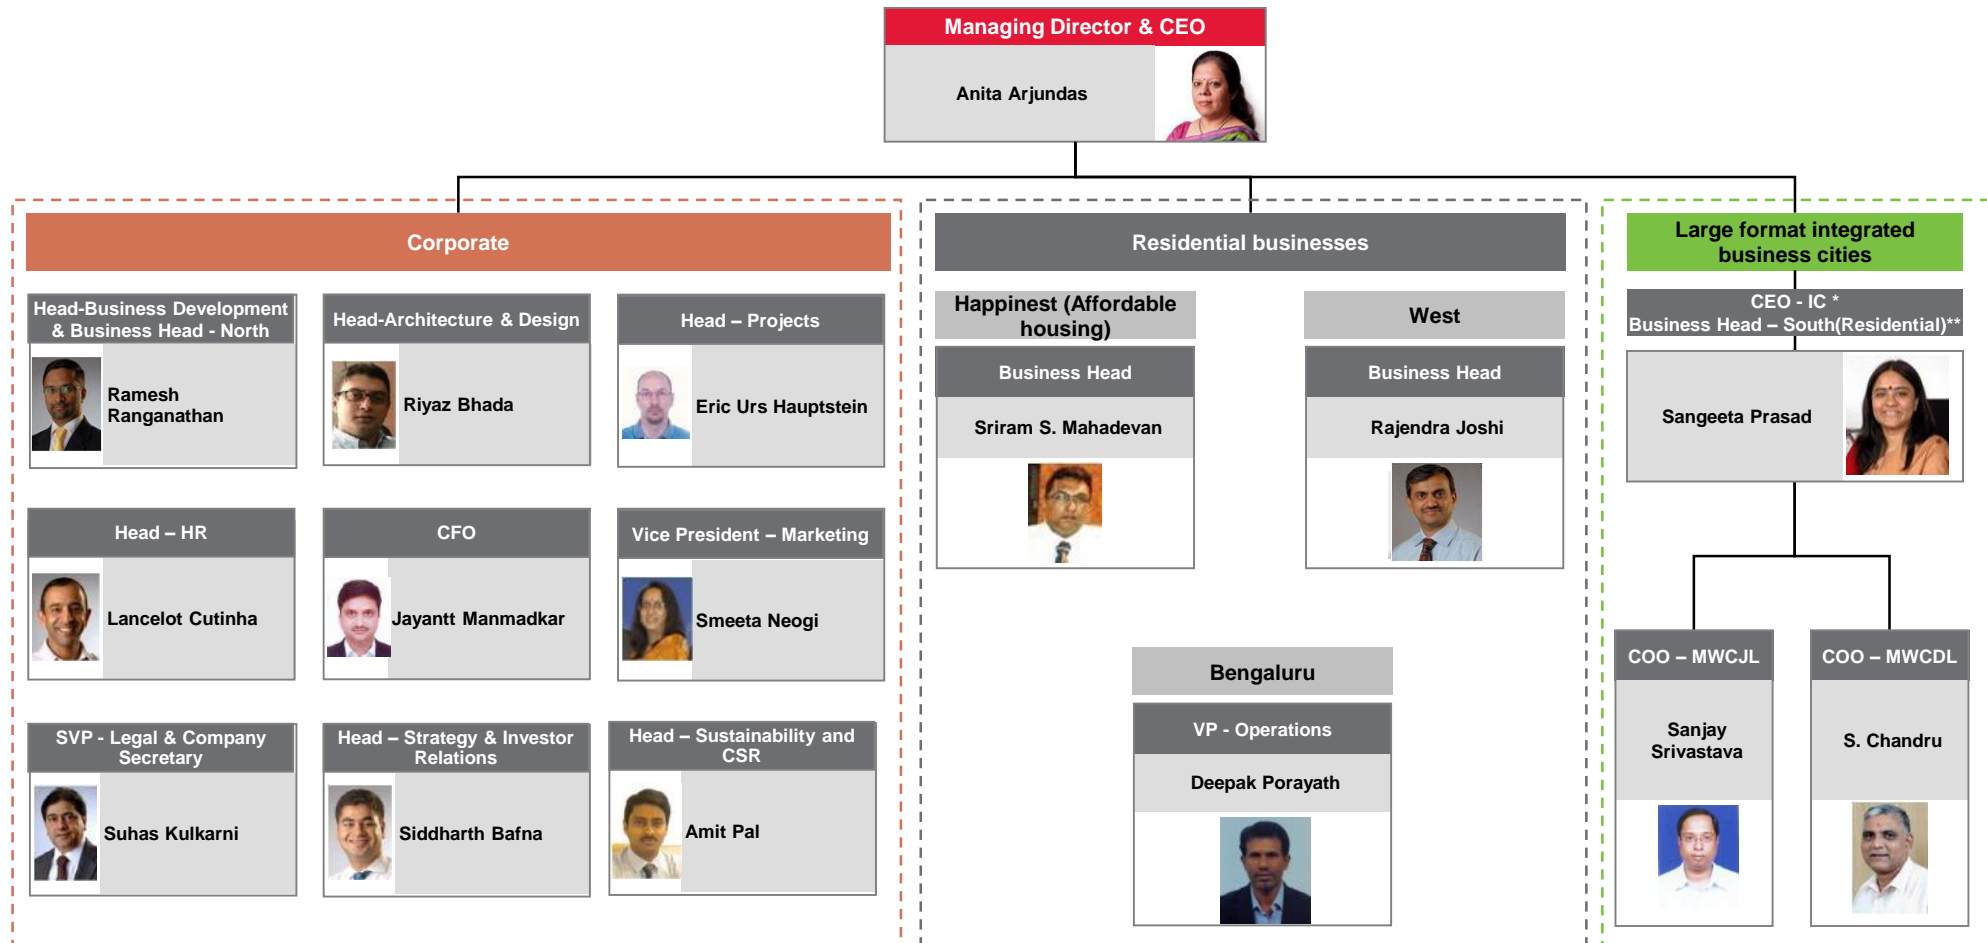 Managing Director & CEO
Anita Arjundas
Corporate
Head-Business Development
& Business Head - North
Ramesh
Ranganathan
Head-Architecture & Design
Riyaz Bhada
Head – Projects
Eric Urs Hauptstein
Head – HR
Lancelot Cutinha
CFO
Jayantt Manmadkar
Vice President – Marketing
Smeeta Neogi
SVP - Legal & Company
Secretary
Suhas Kulkarni
Head – Strategy & Investor
Relations
Siddharth Bafna
Head – Sustainability and
CSR
Amit Pal
Residential businesses
Happinest (Affordable
housing)
Business Head
Sriram S. Mahadevan
West
Business Head
Rajendra Joshi
Bengaluru
VP - Operations
Deepak Porayath
Large format integrated
business cities
CEO - IC *
Business Head – South(Residential)**
Sangeeta Prasad
COO – MWCJL
Sanjay
Srivastava
COO – MWCDL
S. Chandru